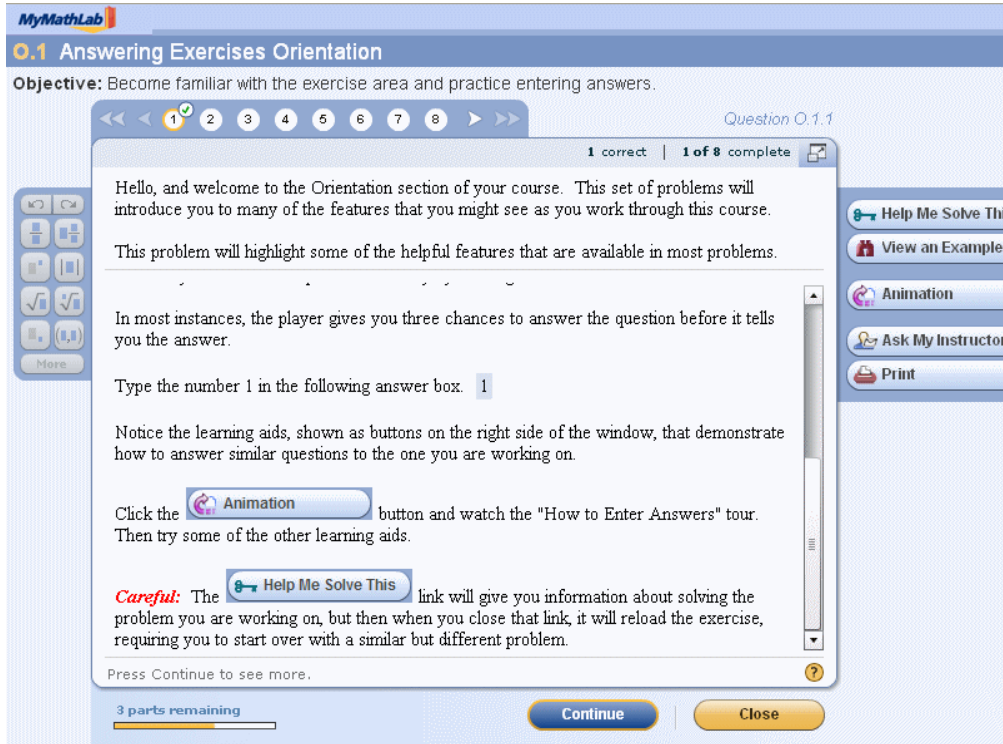 MyMathLab
0.1 Answering Exercises Orientation
Objective: Become familiar with the exercise area and practice entering answers.
1 2 3 4 5 6 7 8
Question O.1.1
1 correct | 1 of 8 complete
Hello, and welcome to the Orientation section of your course. This set of problems will
introduce you to many of the features that you might see as you work through this course.
This problem will highlight some of the helpful features that are available in most problems.
In most instances, the player gives you three chances to answer the question before it tells
you the answer.
Type the number 1 in the following answer box. 1
Notice the learning aids, shown as buttons on the right side of the window, that demonstrate
how to answer similar questions to the one you are working on.
Click the Animation button and watch the "How to Enter Answers" tour.
Then try some of the other learning aids.
Careful: The Help Me Solve This link will give you information about solving the
problem you are working on, but then when you close that link, it will reload the exercise,
requiring you to start over with a similar but different problem.
Press Continue to see more.
?
3 parts remaining
Continue
Close
More
Help Me Solve Thi
View an Example
Animation
Ask My Instructor
Print